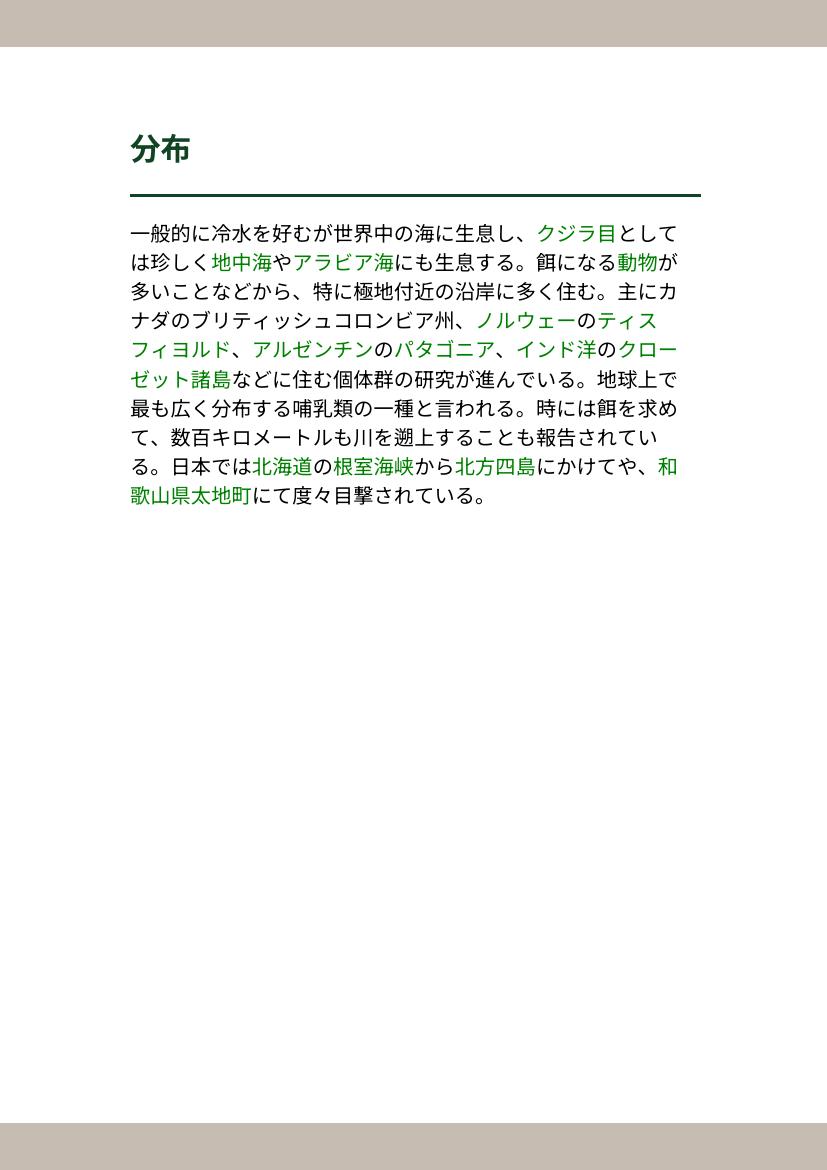 分布
一般的に冷水を好むが世界中の海に生息し、クジラ目として
は珍しく地中海やアラビア海にも生息する。餌になる動物が
多いことなどから、特に極地付近の沿岸に多く住む。主にカ
ナダのブリティッシュコロンビア州、ノルウェーのティス
フィヨルド、アルゼンチンのパタゴニア、インド洋のクロー
ゼット諸島などに住む個体群の研究が進んでいる。地球上で
最も広く分布する哺乳類の一種と言われる。時には餌を求め
て、数百キロメートルも川を遡上することも報告されてい
る。日本では北海道の根室海峡から北方四島にかけてや、和
歌山県太地町にて度々目撃されている。